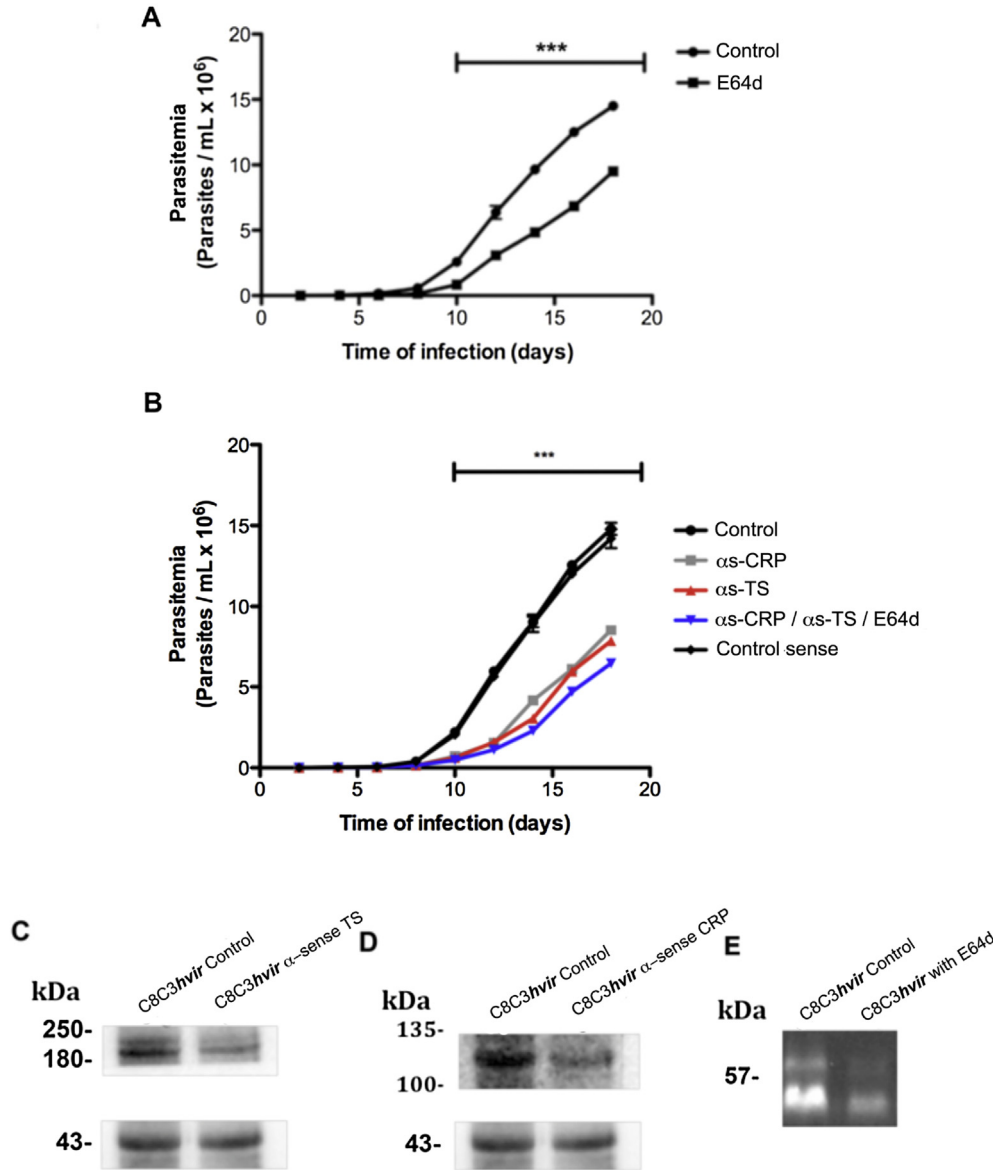 A
Parasitemia
(Parasites / mL x 10⁶)
20
15
10
5
0
***
Control
E64d
0 5 10 15 20
Time of infection (days)
B
Parasitemia
(Parasites / mL x 10⁶)
20
15
10
5
0
***
Control
αs-CRP
αs-TS
αs-CRP / αs-TS / E64d
Control sense
0 5 10 15 20
Time of infection (days)
C
kDa
C8C3hvir Control
C8C3hvir α–sense TS
250-
180-
43-
D
kDa
C8C3hvir Control
C8C3hvir α–sense CRP
135-
100-
43-
E
kDa
C8C3hvir Control
C8C3hvir with E64d
57-